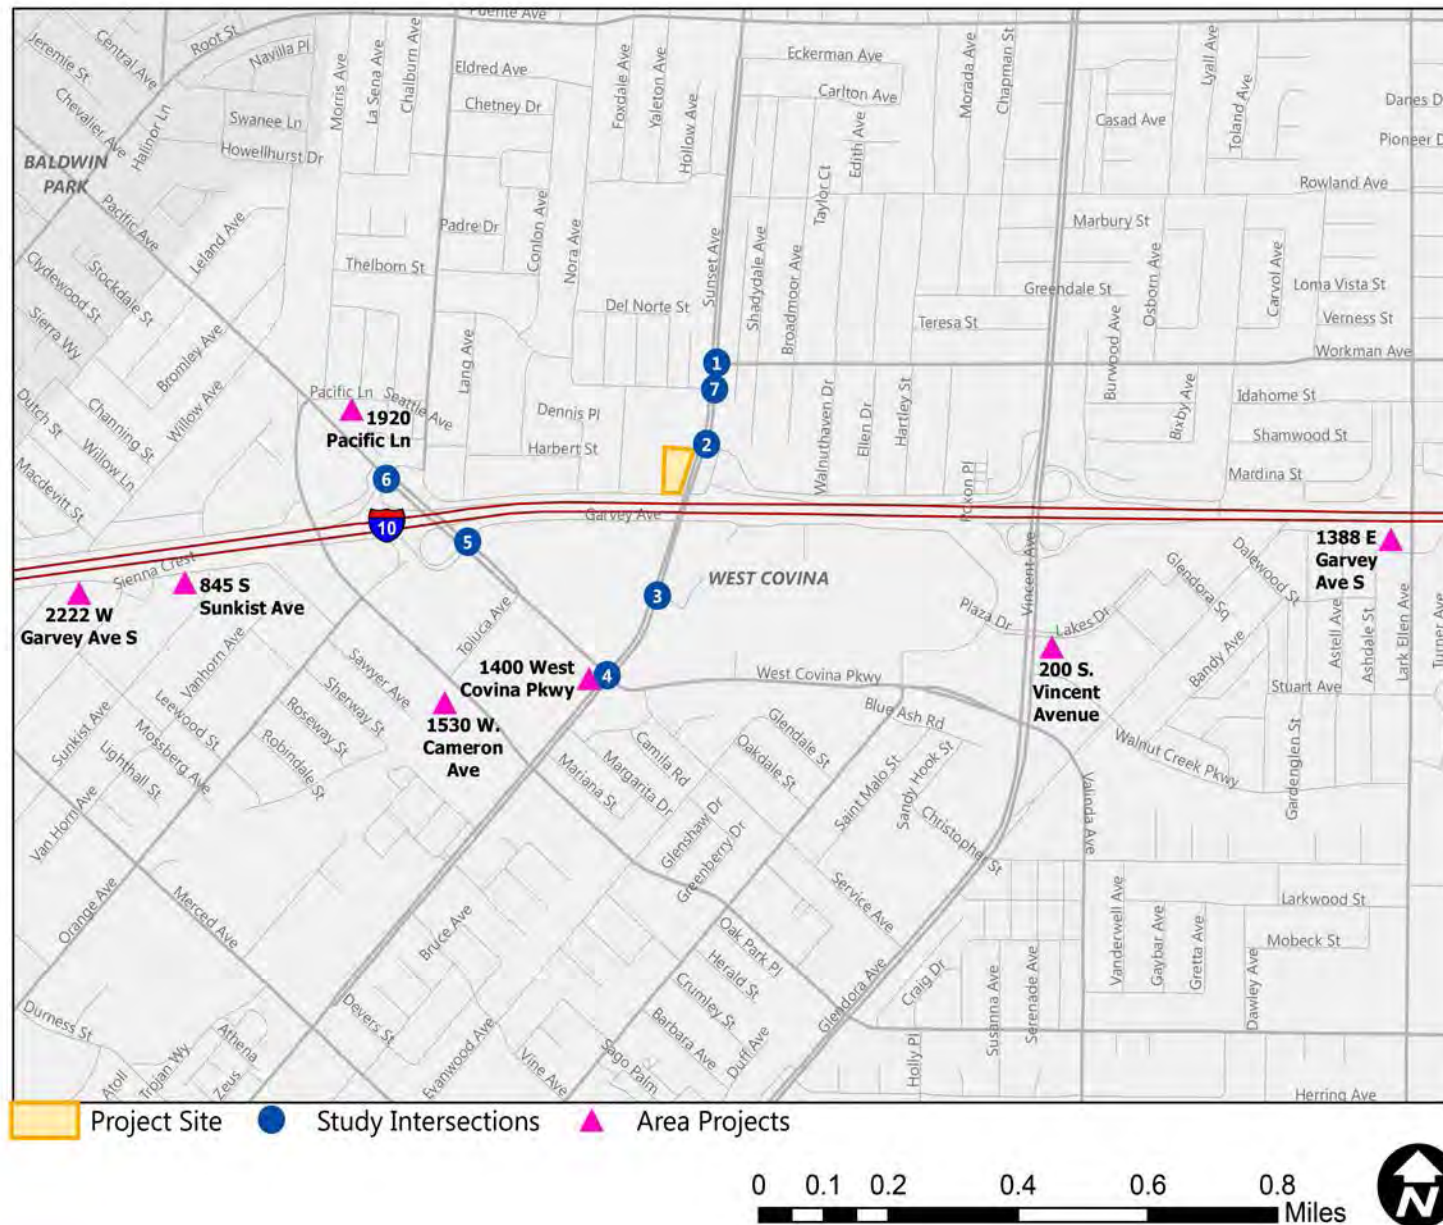 Puente Ave
Root St
Central Ave
Jeremie St
Navilla Pl
Chevalier Ave
Halinor Ln
Swanee Ln
Howellhurst Dr
Morris Ave
La Sena Ave
Chalburn Ave
Eldred Ave
Chetney Dr
Foxdale Ave
Yaleton Ave
Hollow Ave
Eckerman Ave
Carlton Ave
Edith Ave
Taylor Ct
Morada Ave
Chapman St
Casad Ave
Lyall Ave
Toland Ave
Danes D
Pioneer D
Rowland Ave
BALDWIN
PARK
Pacific Ave
Leland Ave
Padre Dr
Conlon Ave
Nora Ave
Thelborn St
Sunset Ave
Shadydale Ave
Broadmoor Ave
Marbury St
Osborn Ave
Carvol Ave
Clydewood St
Stockdale St
Sierra Wy
Bromley Ave
Del Norte St
Greendale St
Teresa St
Loma Vista St
Verness St
Workman Ave
Burwood Ave
Lang Ave
1
7
Dutch St
Channing St
Willow Ave
Willow Ln
Macdevitt St
Pacific Ln
Seattle Ave
1920
Pacific Ln
Dennis Pl
Harbert St
2
Walnuthaven Dr
Ellen Dr
Hartley St
Bixby Ave
Idahome St
Shamwood St
Mardina St
6
10
5
Garvey Ave
Vincent Ave
Sienna Crest
2222 W
Garvey Ave S
845 S
Sunkist Ave
WEST COVINA
3
1388 E
Garvey
Ave S
Glendora Sq
Dalewood St
Plaza Dr
Lakes Dr
Bandy Ave
Astell Ave
Ashdale St
Lark Ellen Ave
Turner Ave
Toluca Ave
1400 West
Covina Pkwy
4
West Covina Pkwy
200 S.
Vincent
Avenue
Stuart Ave
Vanhorn Ave
Sawyer Ave
Sherway St
Leewood St
Roseway St
Sunkist Ave
Mossberg Ave
Robindale St
Lighthall St
1530 W.
Cameron
Ave
Camila Rd
Margarita Dr
Mariana St
Glendale St
Oakdale St
Blue Ash Rd
Saint Malo St
Sandy Hook St
Walnut Creek Pkwy
Gardenglen St
Van Horn Ave
Glenshaw Dr
Greenberry Dr
Christopher St
Valinda Ave
Orange Ave
Merced Ave
Bruce Ave
Service Ave
Oak Park Pl
Herald St
Crumley St
Barbara Ave
Duff Ave
Vanderwell Ave
Gaybar Ave
Gretta Ave
Larkwood St
Mobeck St
Dawley Ave
Glendora Ave
Craig Dr
Susanna Ave
Serenade Ave
Holly Pl
Durness St
Devers St
Athena
Trojan Wy
Zeus
Atoll
Evanwood Ave
Vine Ave
Sago Palm
Herring Ave
Project Site
Study Intersections
Area Projects
0 0.1 0.2 0.4 0.6 0.8
Miles
N